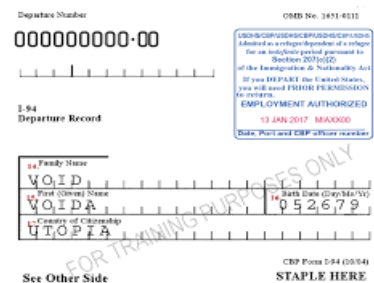 Departure Number
OMB No. 1651-0111
000000000-00
USDHS/CBP/USDHS/CBP/USDHS/CBP/USDHS
Admitted as a refugee/dependent of a refugee
for an indefinite period pursuant to
Section 207(c)(2)
of the Immigration & Nationality Act
If you DEPART the United States,
you will need PRIOR PERMISSION
to return.
EMPLOYMENT AUTHORIZED
13 JAN 2017 MIAXX00
Date, Port and CBP officer number
I-94
Departure Record
14. Family Name
VOID
15. First (Given) Name
16. Birth Date (Day/Mo/Yr)
VOIDA
052679
17. Country of Citizenship
UTOPIA
FOR TRAINING PURPOSES ONLY
CBP Form I-94 (10/04)
See Other Side
STAPLE HERE